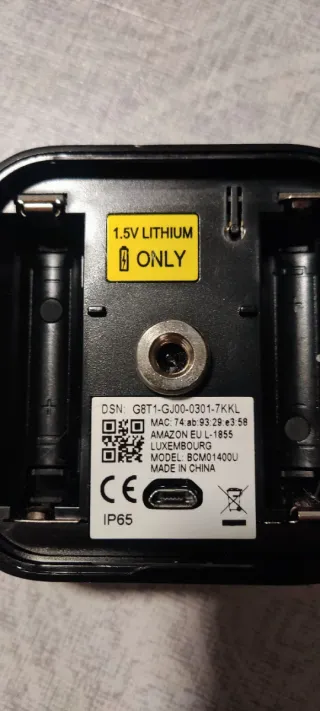 1.5V LITHIUM
ONLY
DSN: G8T1-GJ00-0301-7KKL
MAC: 74:ab:93:29:e3:58
AMAZON EU L-1855
LUXEMBOURG
MODEL: BCM01400U
MADE IN CHINA
CE
IP65